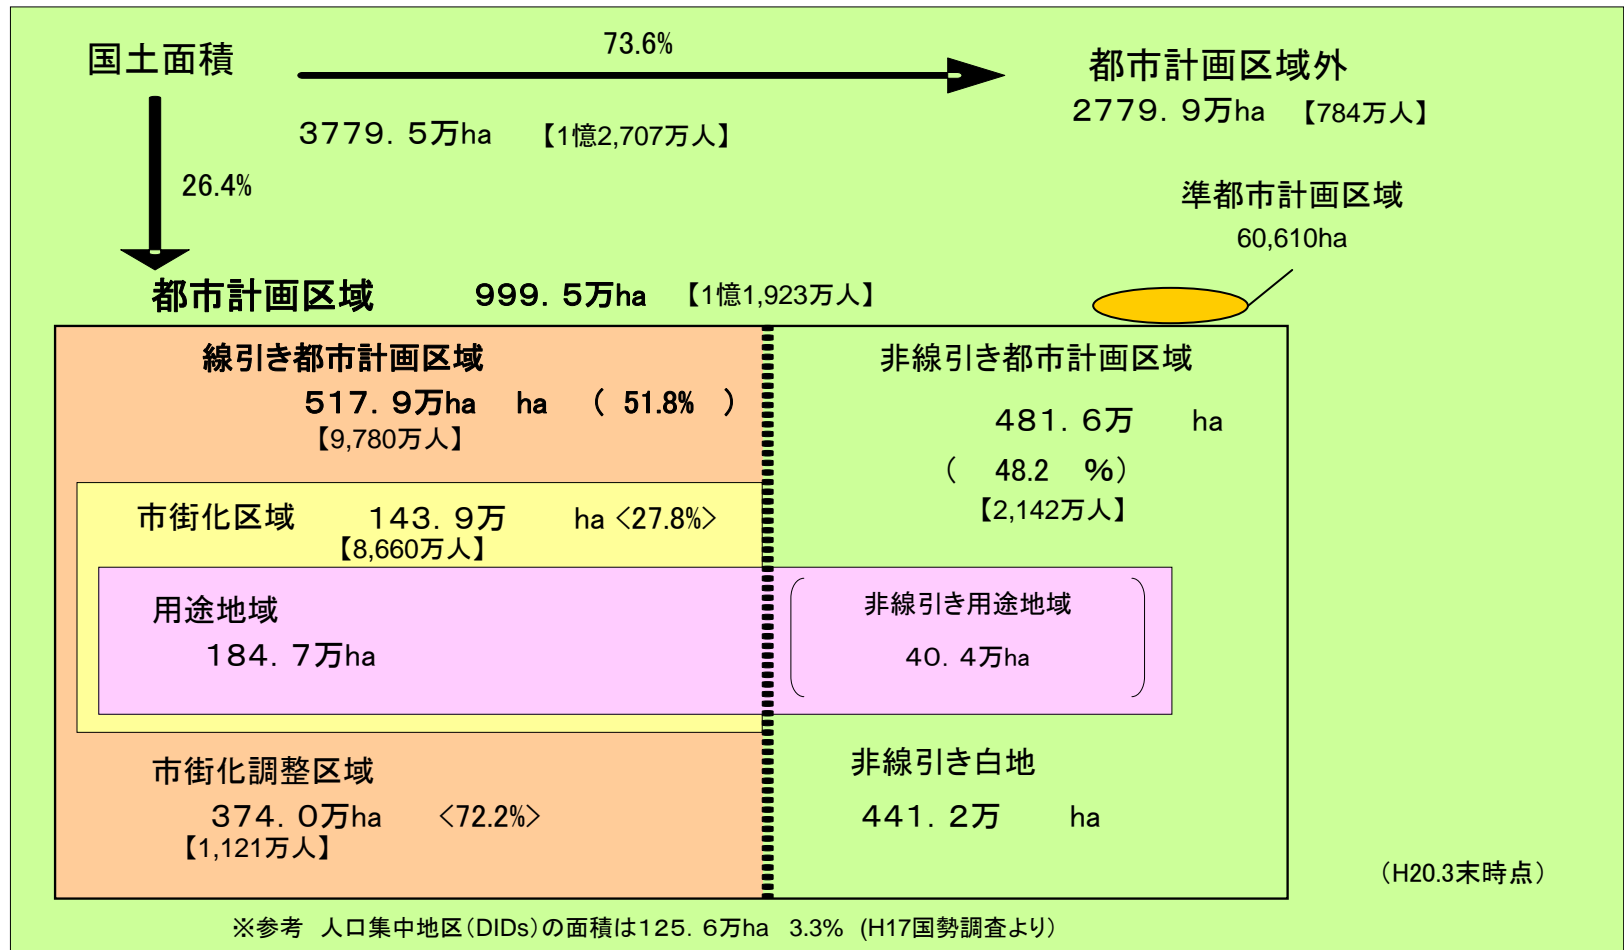 国土面積
73.6%
都市計画区域外
2779．9万ha 【784万人】
3779．5万ha 【1憶2,707万人】
26.4%
準都市計画区域
60,610ha
都市計画区域 999．5万ha 【1憶1,923万人】
線引き都市計画区域
517．9万ha ha （ 51.8% ）
【9,780万人】
非線引き都市計画区域
481．6万 ha
（ 48.2 ％）
【2,142万人】
市街化区域 143．9万 ha <27.8%>
【8,660万人】
用途地域
184．7万ha
非線引き用途地域
40．4万ha
市街化調整区域
374．0万ha <72.2%>
【1,121万人】
非線引き白地
441．2万 ha
（H20.3末時点）
※参考 人口集中地区（DIDs）の面積は125．6万ha 3.3% (H17国勢調査より）